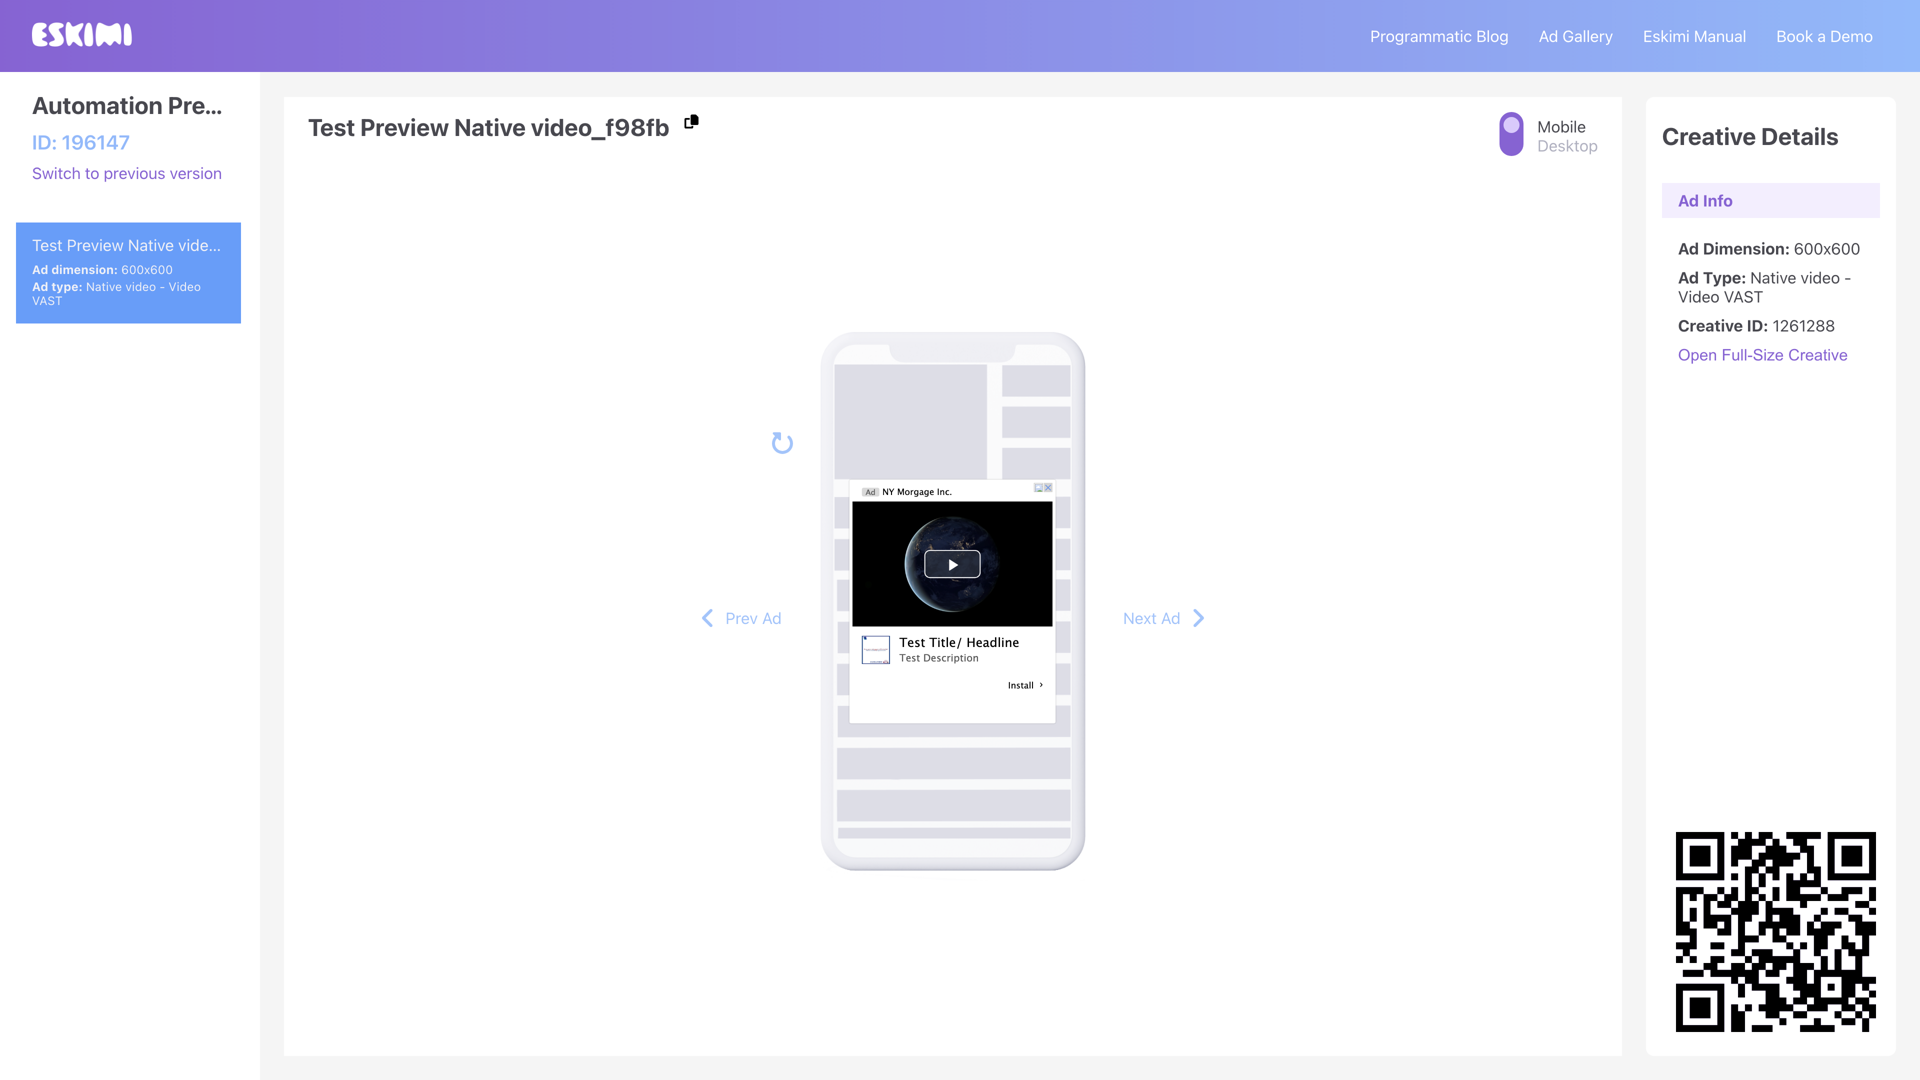 ESKIMI
Programmatic Blog
Ad Gallery
Eskimi Manual
Book a Demo
Automation Pre...
ID: 196147
Switch to previous version
Test Preview Native vide...
Ad dimension: 600x600
Ad type: Native video - Video
VAST
Test Preview Native video_f98fb
Mobile
Desktop
Ad NY Morgage Inc.
Test Title/ Headline
Test Description
Install ›
Prev Ad
Next Ad
Creative Details
Ad Info
Ad Dimension: 600x600
Ad Type: Native video -
Video VAST
Creative ID: 1261288
Open Full-Size Creative